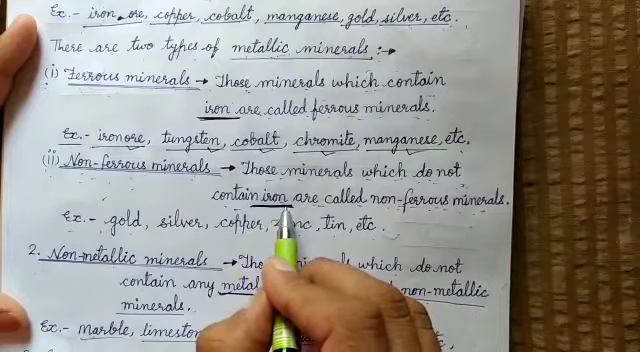 Ex.- iron ore, copper, cobalt, manganese, gold, silver, etc.
There are two types of metallic minerals :→
(i) Ferrous minerals → Those minerals which contain
iron are called ferrous minerals.
Ex.- iron ore, tungsten, cobalt, chromite, manganese, etc.
(ii) Non-ferrous minerals → Those minerals which do not
contain iron are called non-ferrous minerals.
Ex.- gold, silver, copper, zinc, tin, etc.
2. Non-metallic minerals → which do not
contain any non-metallic
minerals.
Ex.- marble,